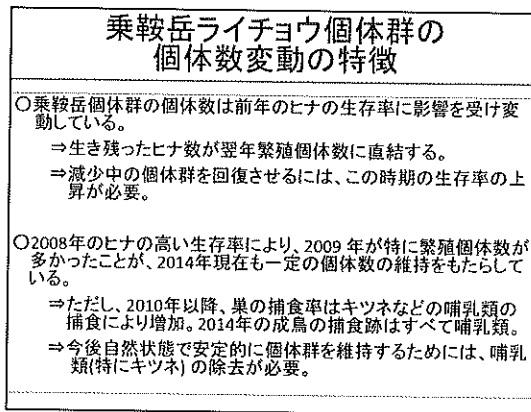 乗鞍岳ライチョウ個体群の
個体数変動の特徴
○乗鞍岳個体群の個体数は前年のヒナの生存率に影響を受け変
動している。
⇒生き残ったヒナ数が翌年繁殖個体数に直結する。
⇒減少中の個体群を回復させるには、この時期の生存率の上
昇が必要。
○2008年のヒナの高い生存率により、2009 年が特に繁殖個体数が
多かったことが、2014年現在も一定の個体数の維持をもたらして
いる。
⇒ただし、2010年以降、巣の捕食率はキツネなどの哺乳類の
捕食により増加。2014年の成鳥の捕食跡はすべて哺乳類。
⇒今後自然状態で安定的に個体群を維持するためには、哺乳
類(特にキツネ) の除去が必要。